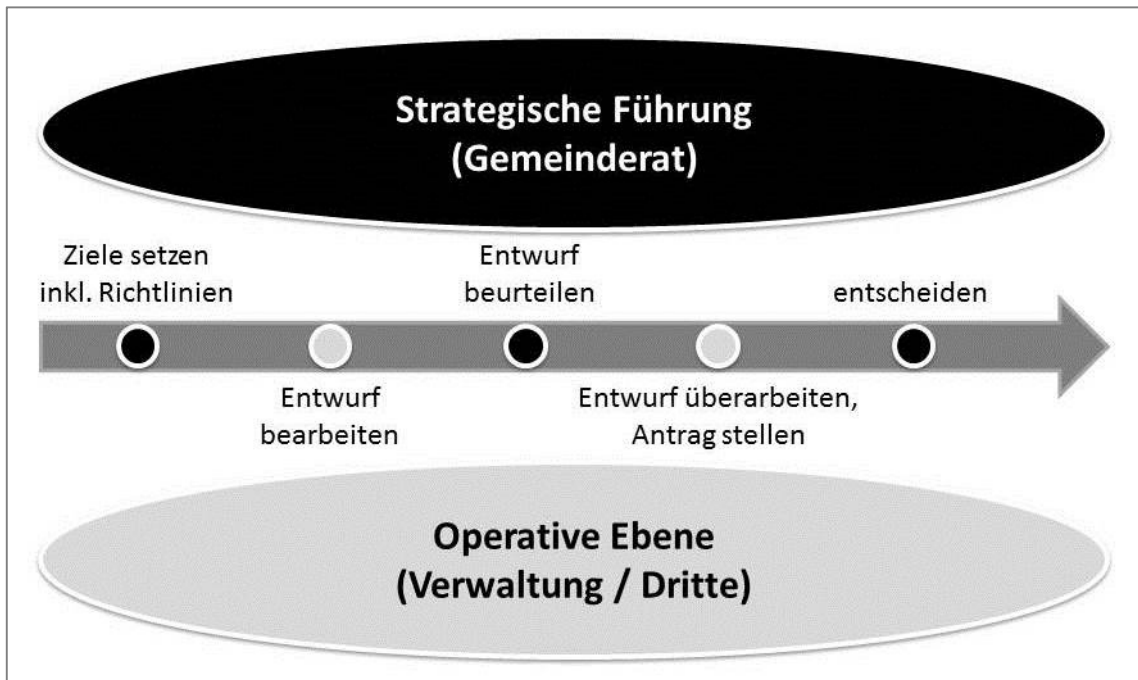 Strategische Führung
(Gemeinderat)
Ziele setzen
inkl. Richtlinien
Entwurf
beurteilen
entscheiden
Entwurf
bearbeiten
Entwurf überarbeiten,
Antrag stellen
Operative Ebene
(Verwaltung / Dritte)